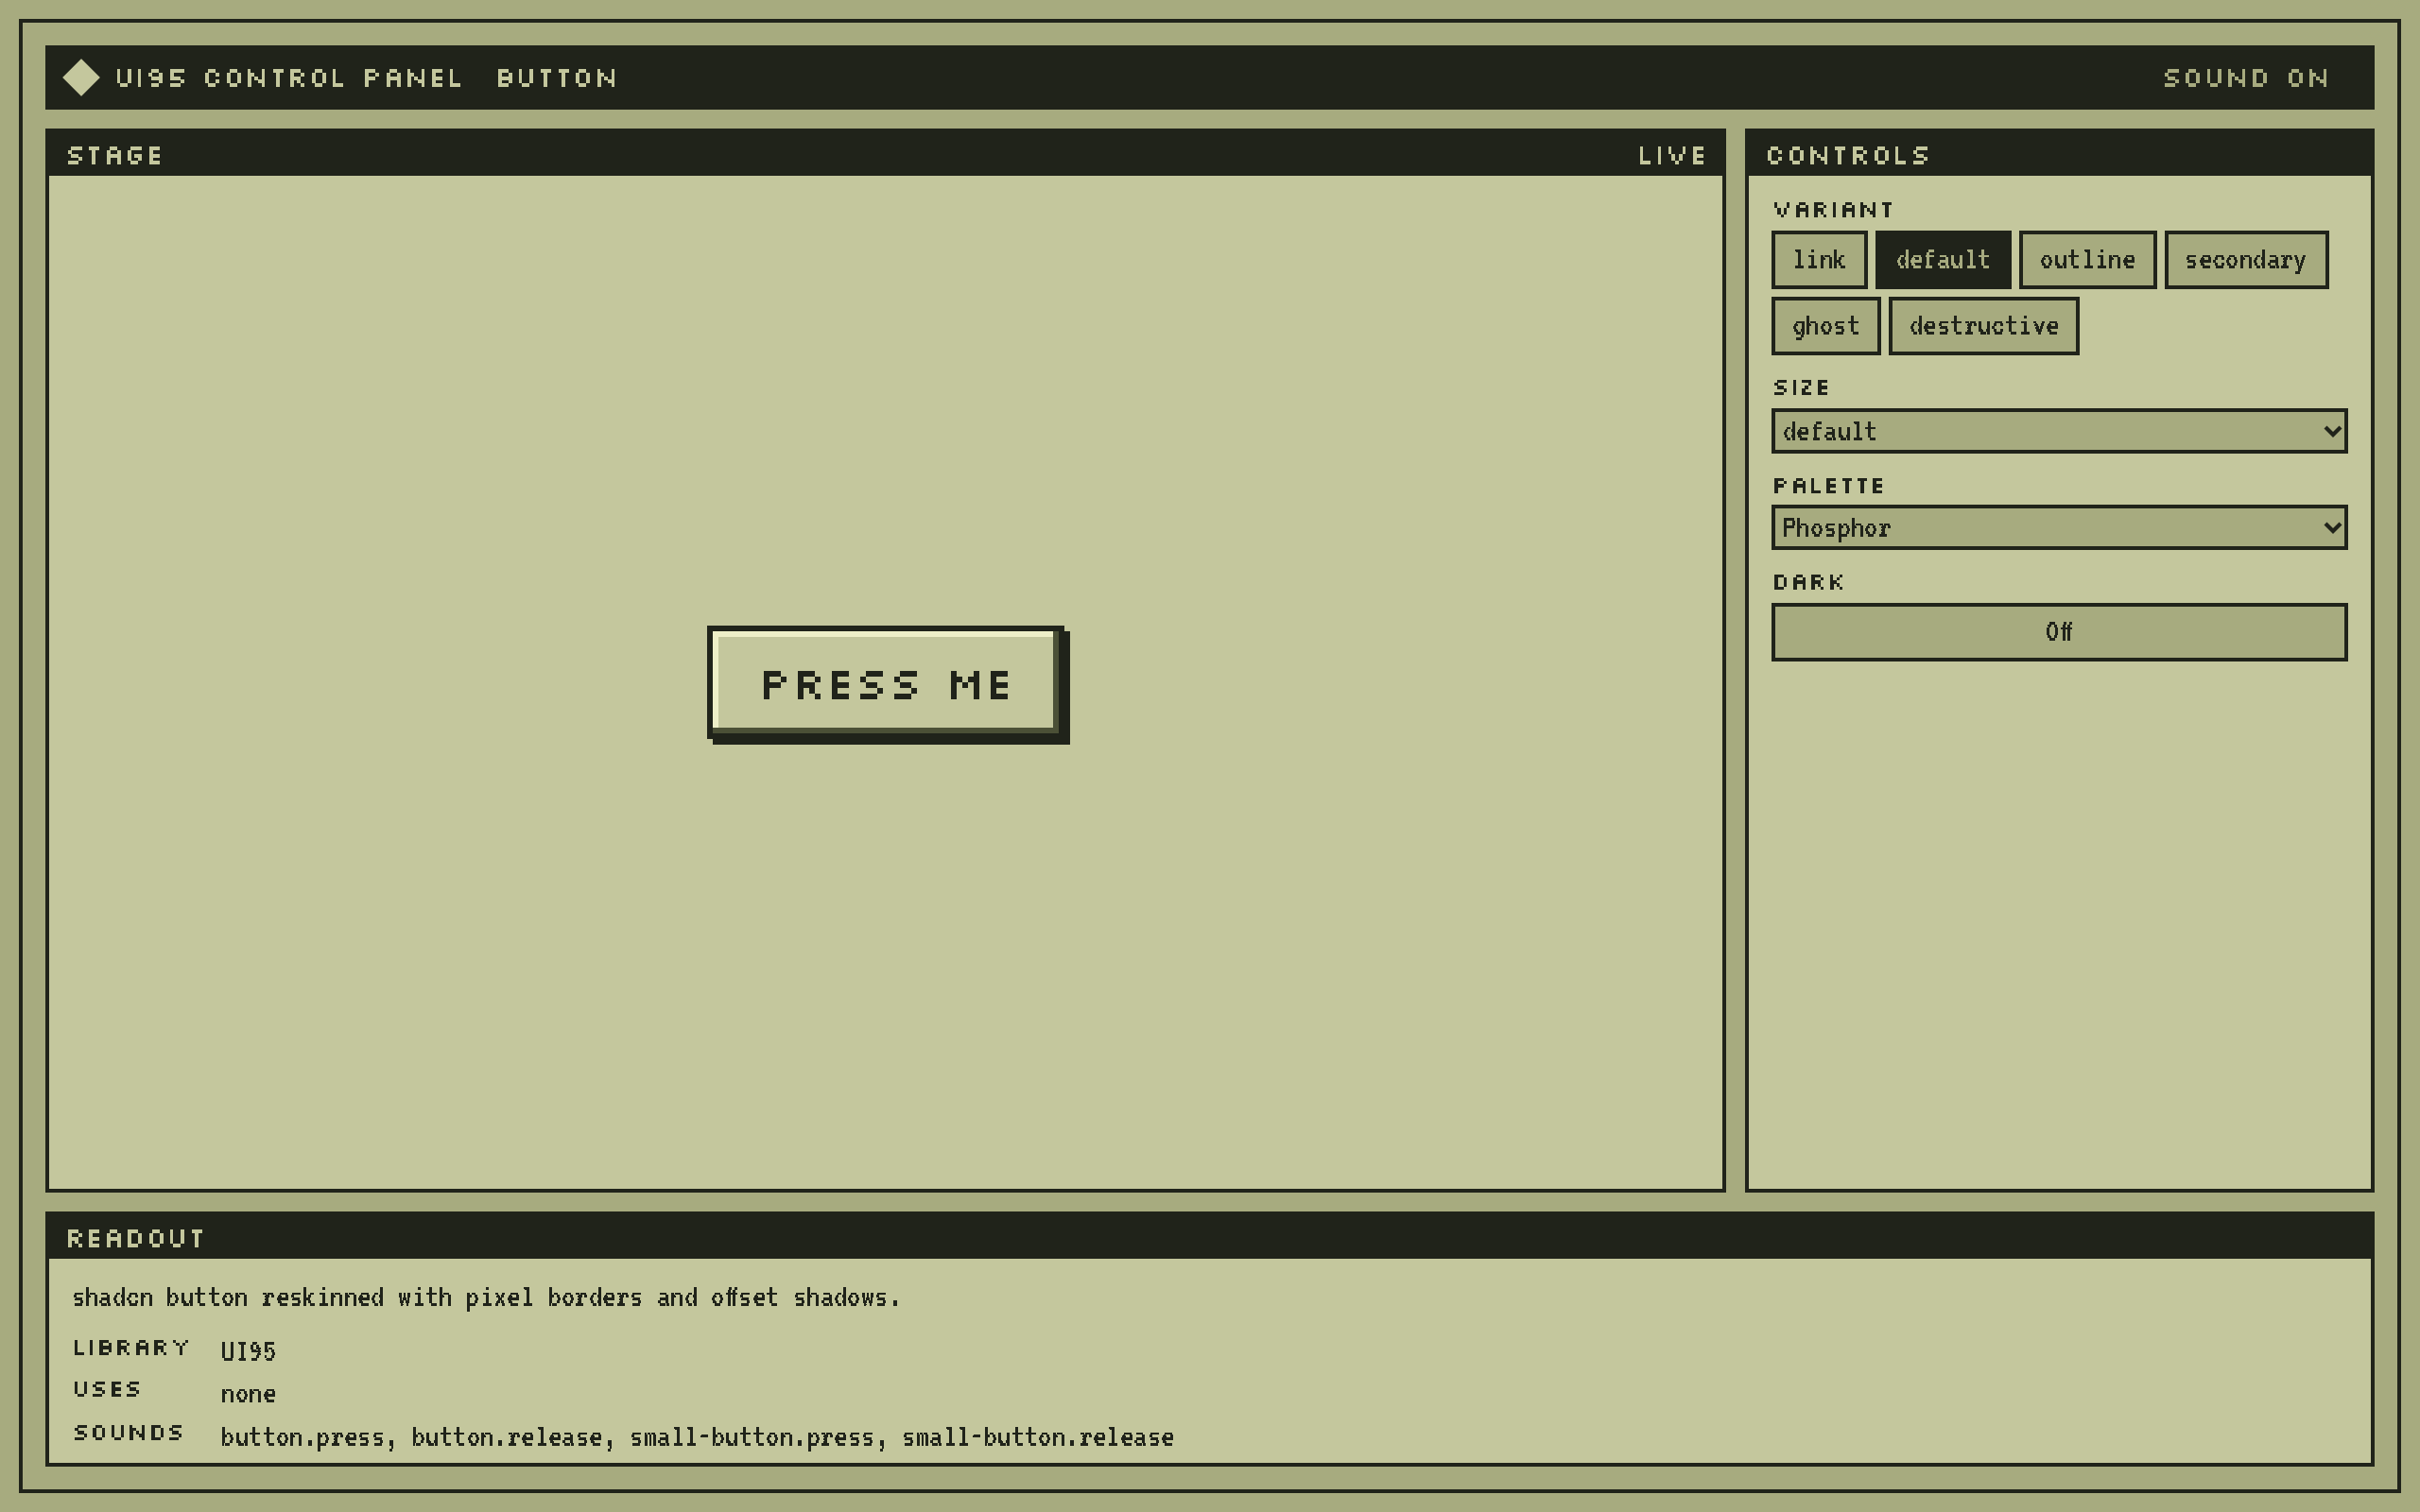 UI95 CONTROL PANEL BUTTON
SOUND ON
STAGE
LIVE
PRESS ME
CONTROLS
VARIANT
link default outline secondary
ghost destructive
SIZE
default
PALETTE
Phosphor
DARK
Off
READOUT
shadcn button reskinned with pixel borders and offset shadows.
LIBRARY UI95
USES none
SOUNDS button.press, button.release, small-button.press, small-button.release